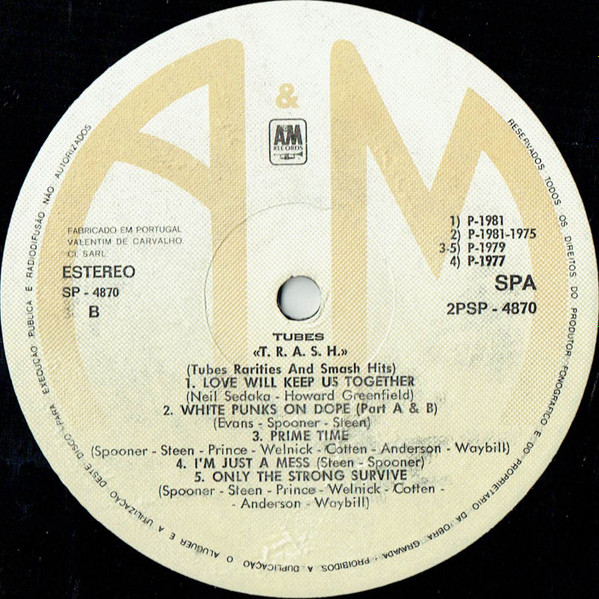 A&M
&
A&M
RECORDS
FABRICADO EM PORTUGAL
VALENTIM DE CARVALHO
CI. SARL
ESTEREO
SP - 4870
B
1) P-1981
2) P-1981-1975
3-5) P-1979
4) P-1977
SPA
2PSP - 4870
TUBES
«T. R. A. S. H.»
(Tubes Rarities And Smash Hits)
1. LOVE WILL KEEP US TOGETHER
(Neil Sedaka - Howard Greenfield)
2. WHITE PUNKS ON DOPE (Part A & B)
(Evans - Spooner - Steen)
3. PRIME TIME
(Spooner - Steen - Prince - Welnick - Cotten - Anderson - Waybill)
4. I'M JUST A MESS (Steen - Spooner)
5. ONLY THE STRONG SURVIVE
(Spooner - Steen - Prince - Welnick - Cotten -
- Anderson - Waybill)
RESERVADOS TODOS OS DIREITOS DO PRODUTOR FONOGRAFICO E DO PROPRIETARIO DA OBRA GRAVADA - PROIBIDOS A DUPLICAÇÃO O ALUGUER E A UTILIZAÇÃO DESTE DISCO PARA EXECUÇÃO PUBLICA E RADIODIFUSÃO NÃO AUTORIZADOS